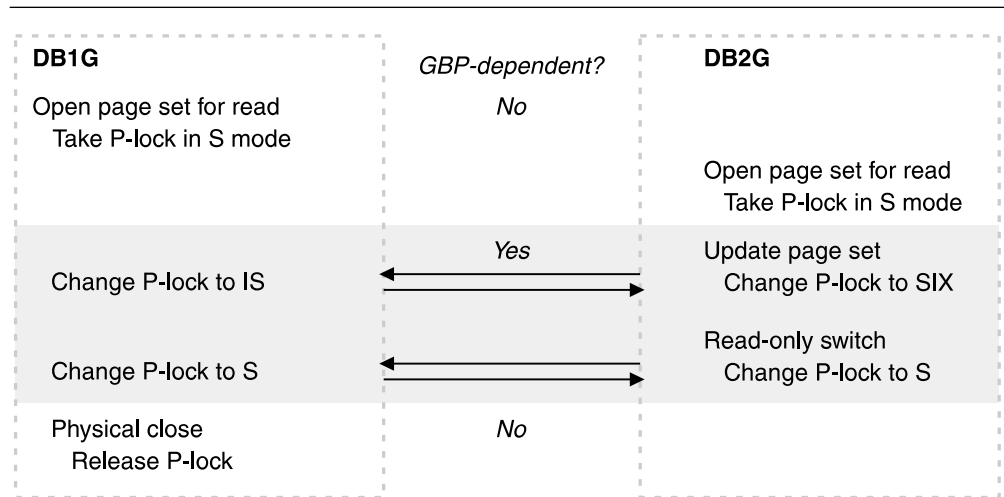 DB1G
GBP-dependent?
DB2G
Open page set for read
Take P-lock in S mode
No
Open page set for read
Take P-lock in S mode
Yes
Update page set
Change P-lock to IS
Change P-lock to SIX
Read-only switch
Change P-lock to S
Change P-lock to S
Physical close
Release P-lock
No